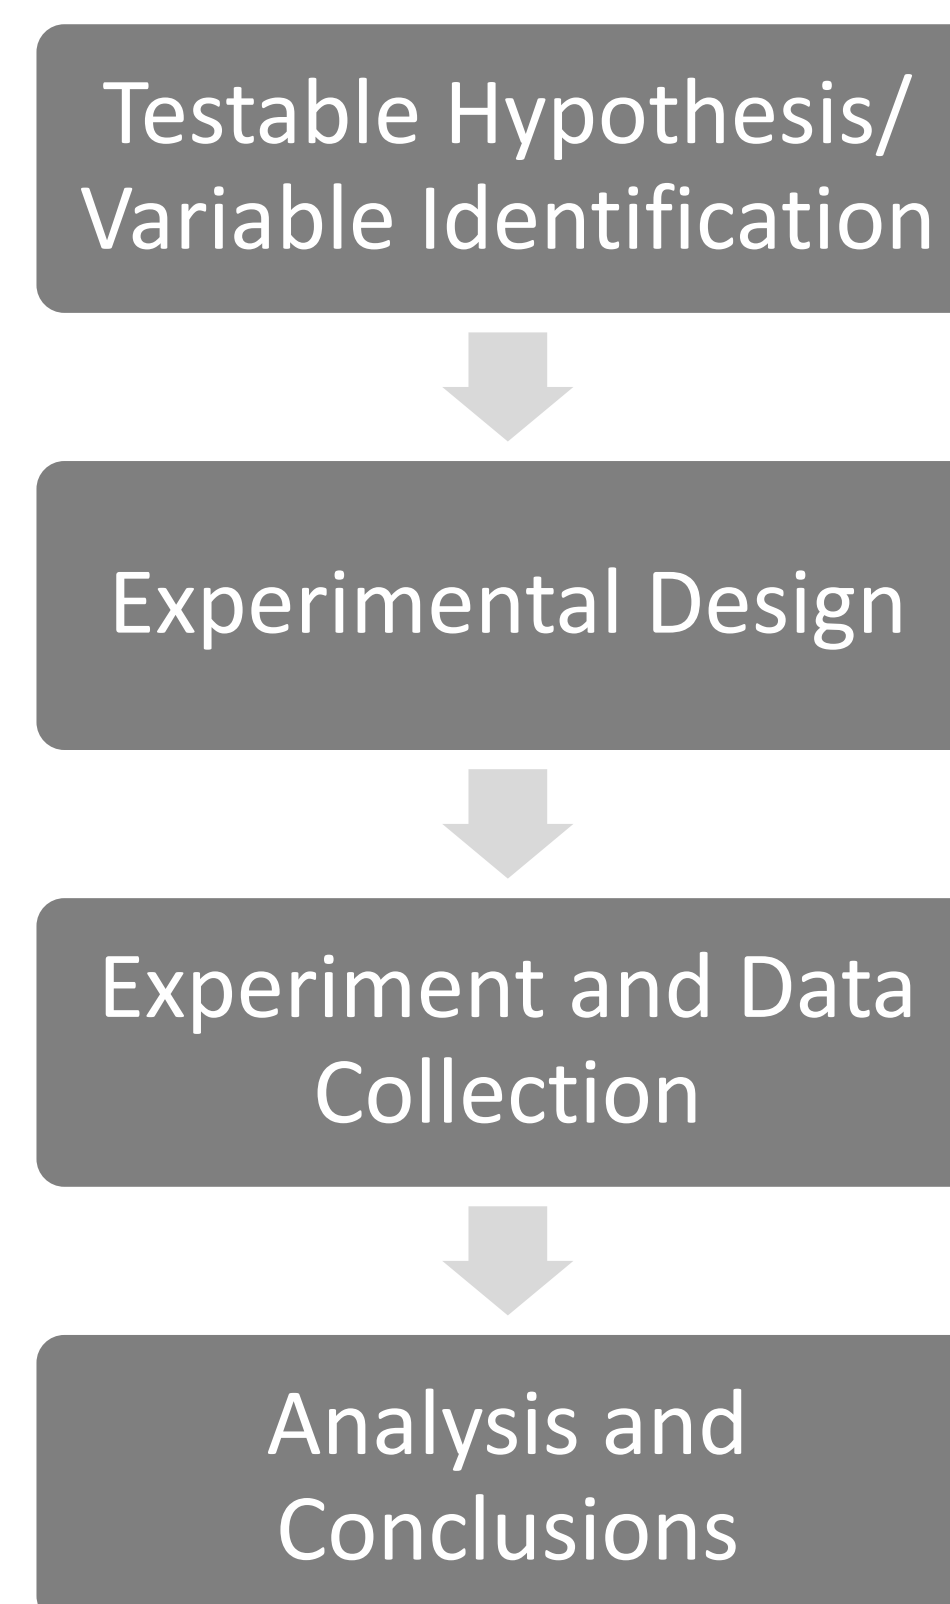 Testable Hypothesis/
Variable Identification
Experimental Design
Experiment and Data
Collection
Analysis and
Conclusions